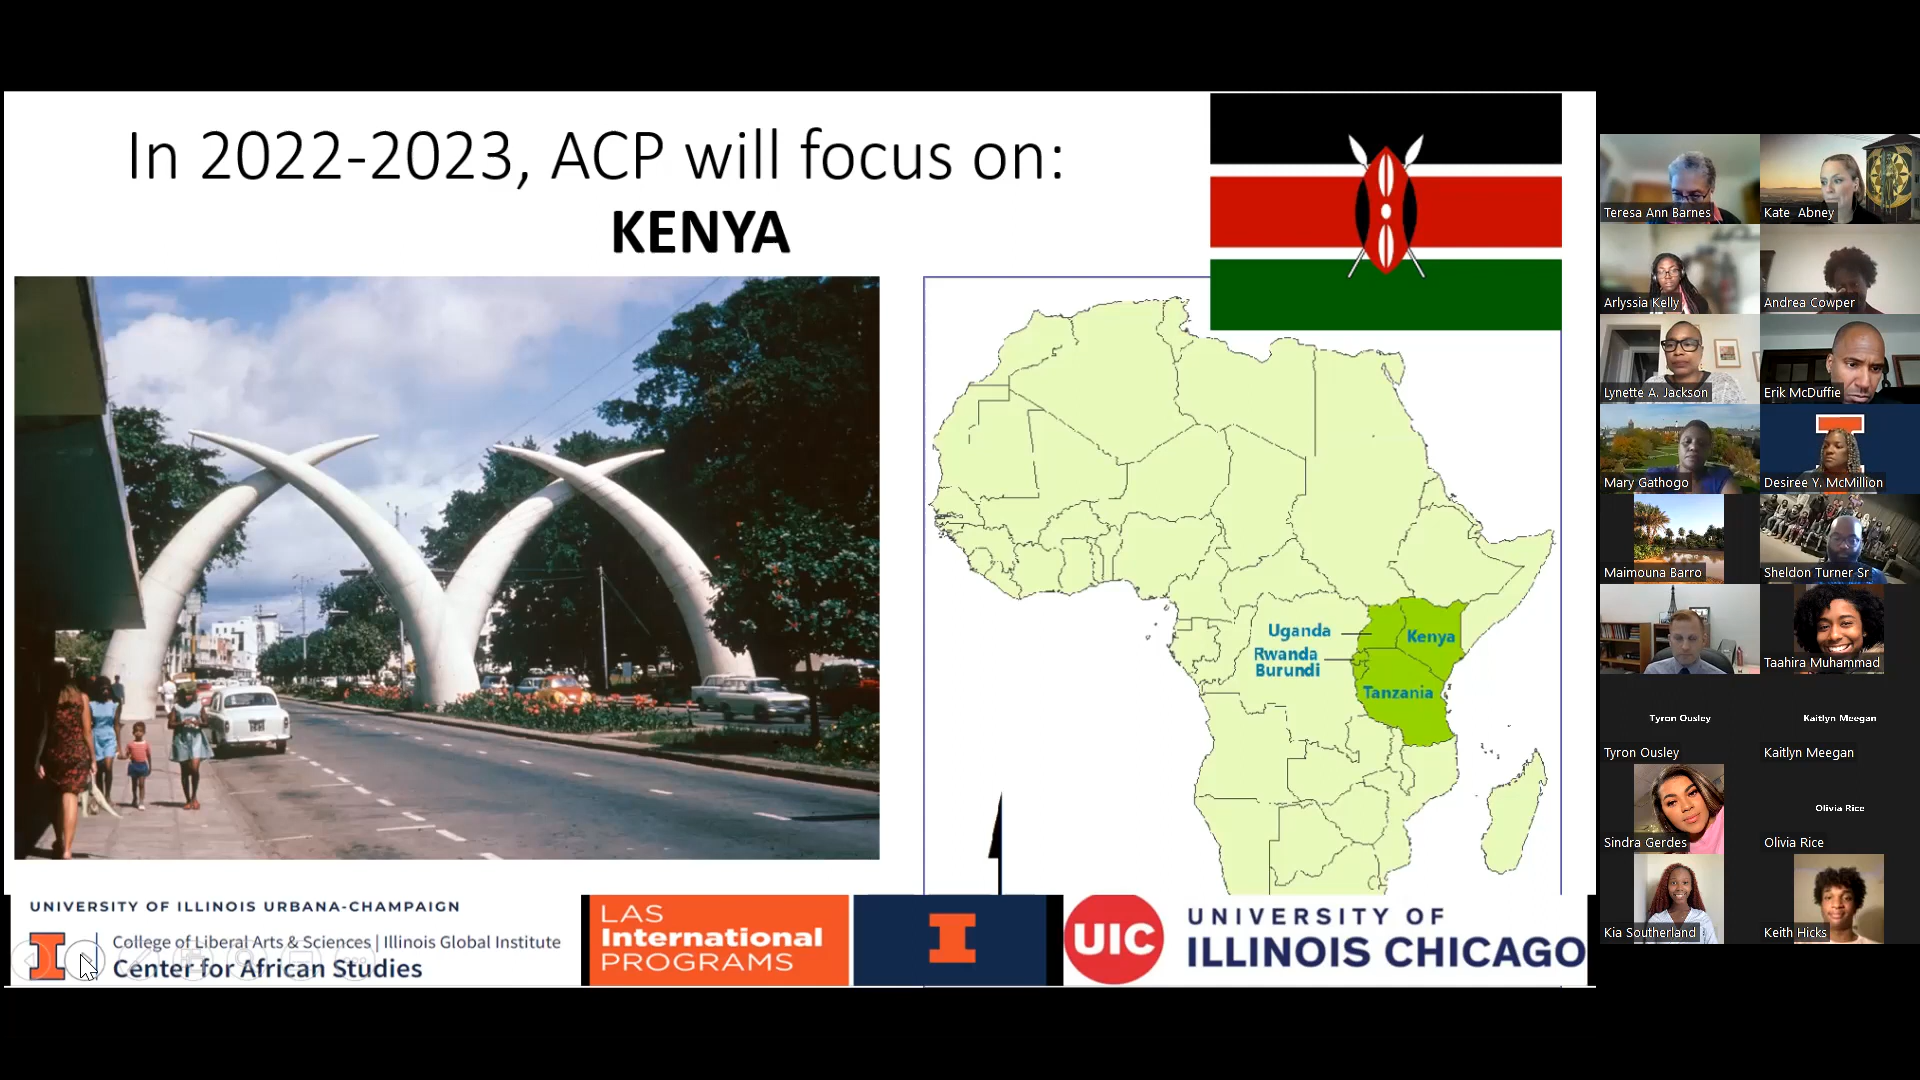 In 2022-2023, ACP will focus on:
KENYA
Uganda
Kenya
Rwanda
Burundi
Tanzania
UNIVERSITY OF ILLINOIS URBANA-CHAMPAIGN
College of Liberal Arts & Sciences | Illinois Global Institute
Center for African Studies
LAS
International
PROGRAMS
I
UIC
UNIVERSITY OF
ILLINOIS CHICAGO
Teresa Ann Barnes
Kate Abney
Arlyssia Kelly
Andrea Cowper
Lynette A. Jackson
Erik McDuffie
Mary Gathogo
Desiree Y. McMillion
Maimouna Barro
Sheldon Turner Sr
Taahira Muhammad
Tyron Ousley
Kaitlyn Meegan
Tyron Ousley
Kaitlyn Meegan
Olivia Rice
Sindra Gerdes
Olivia Rice
Kia Southerland
Keith Hicks